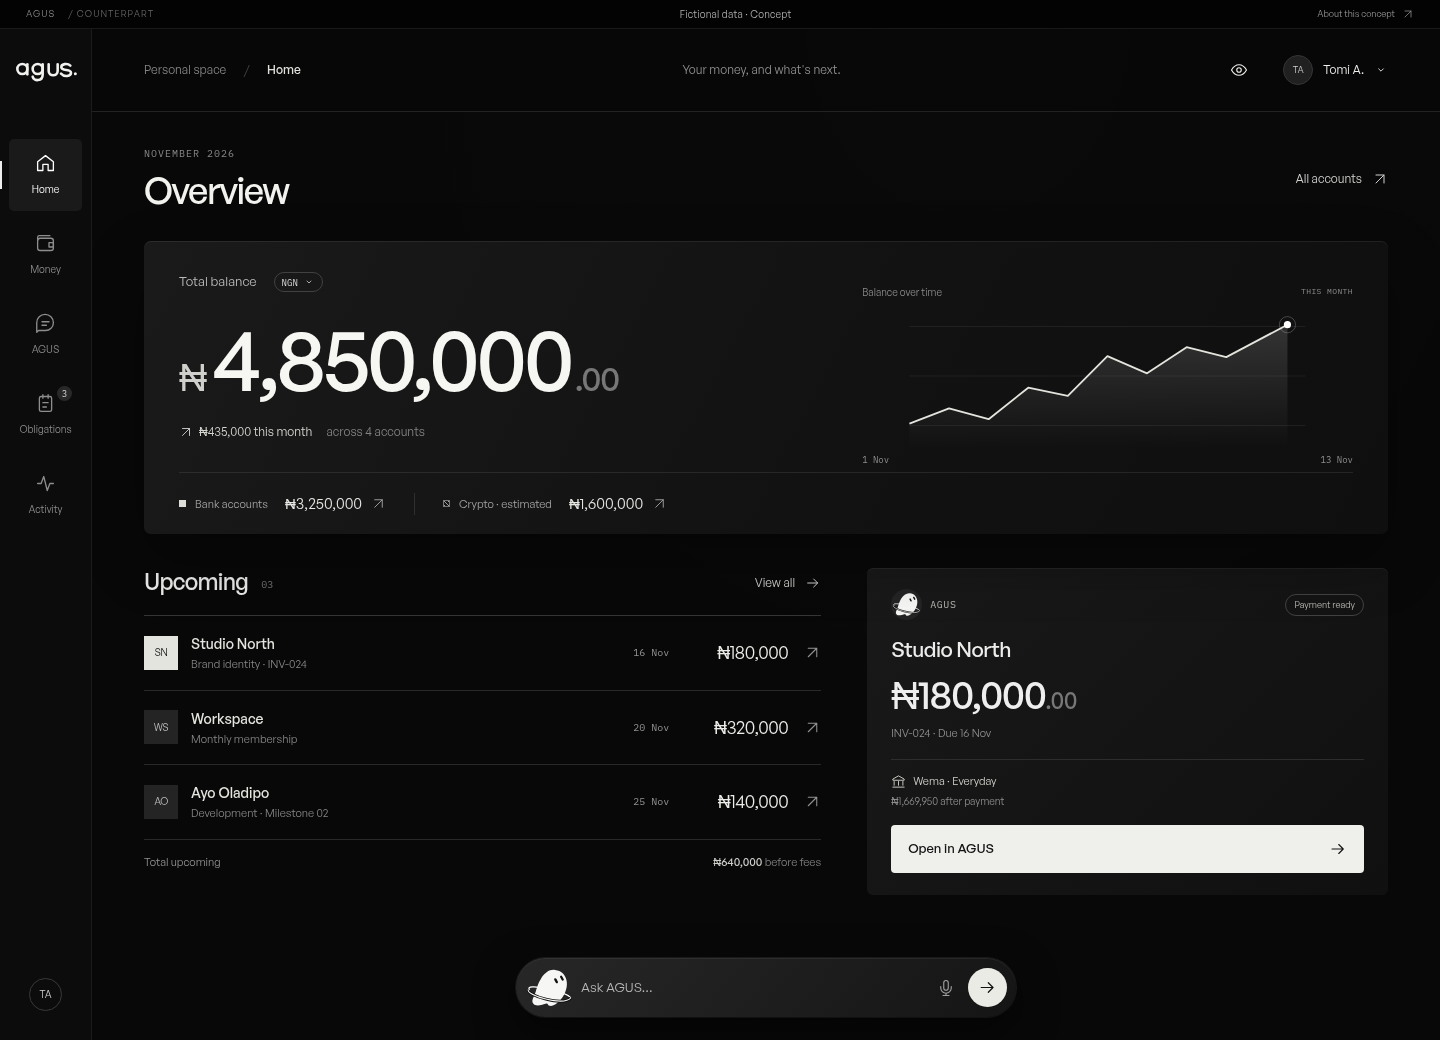 AGUS / COUNTERPART
Fictional data · Concept
About this concept
agus.
Personal space / Home
Your money, and what's next.
TA Tomi A.
Home
Money
AGUS
3
Obligations
Activity
TA
NOVEMBER 2026
Overview
All accounts
Total balance NGN
₦4,850,000.00
₦435,000 this month across 4 accounts
Balance over time
THIS MONTH
1 Nov
13 Nov
Bank accounts ₦3,250,000
Crypto · estimated ₦1,600,000
Upcoming 03
View all
SN Studio North 16 Nov ₦180,000
Brand identity · INV-024
WS Workspace 20 Nov ₦320,000
Monthly membership
AO Ayo Oladipo 25 Nov ₦140,000
Development · Milestone 02
Total upcoming ₦640,000 before fees
AGUS
Payment ready
Studio North
₦180,000.00
INV-024 · Due 16 Nov
Wema · Everyday
₦1,669,950 after payment
Open in AGUS
Ask AGUS...